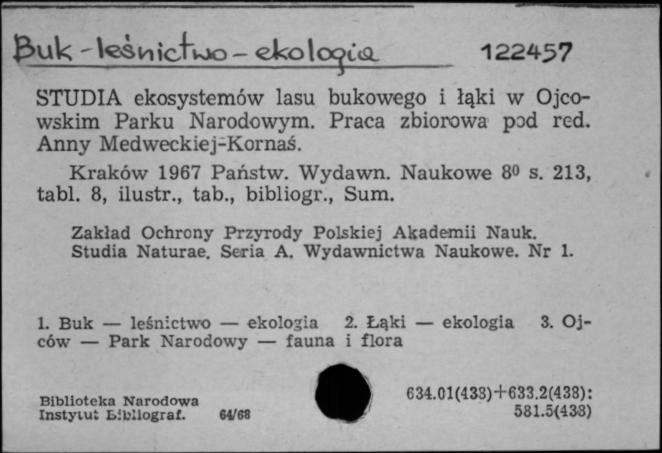 Buk - leśnictwo - ekologia 122457
STUDIA ekosystemów lasu bukowego i łąki w Ojco-
wskim Parku Narodowym. Praca zbiorowa pod red.
Anny Medweckiej-Kornaś.
Kraków 1967 Państw. Wydawn. Naukowe 8⁰ s. 213,
tabl. 8, ilustr., tab., bibliogr., Sum.
Zakład Ochrony Przyrody Polskiej Akademii Nauk.
Studia Naturae. Seria A. Wydawnictwa Naukowe. Nr 1.
1. Buk — leśnictwo — ekologia 2. Łąki — ekologia 3. Oj-
ców — Park Narodowy — fauna i flora
Biblioteka Narodowa 634.01(438)+633.2(438):
Instytut Bibliograf. 64/68 581.5(438)